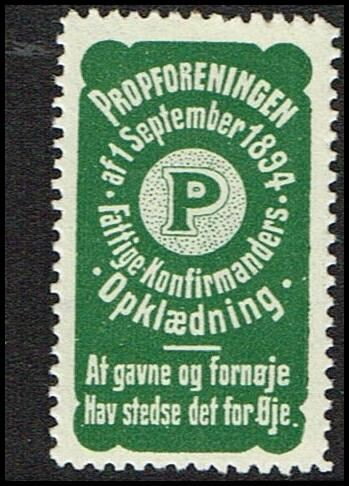 PROPFORENINGEN
· af 1 September 1894 ·
Fattige Konfirmanders
· Opklædning ·
P
At gavne og fornøje
Hav stedse det for Øje.